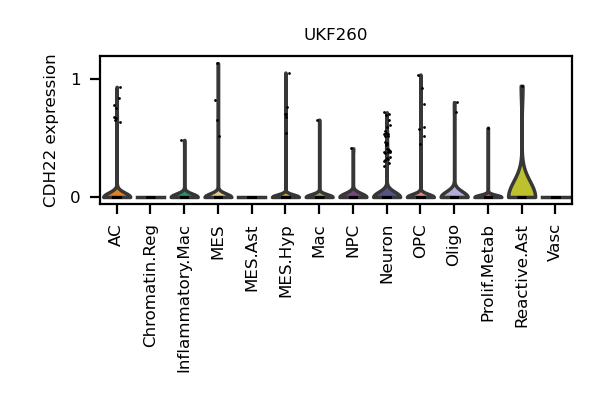 UKF260
CDH22 expression
1
0
AC
Chromatin.Reg
Inflammatory.Mac
MES
MES.Ast
MES.Hyp
Mac
NPC
Neuron
OPC
Oligo
Prolif.Metab
Reactive.Ast
Vasc